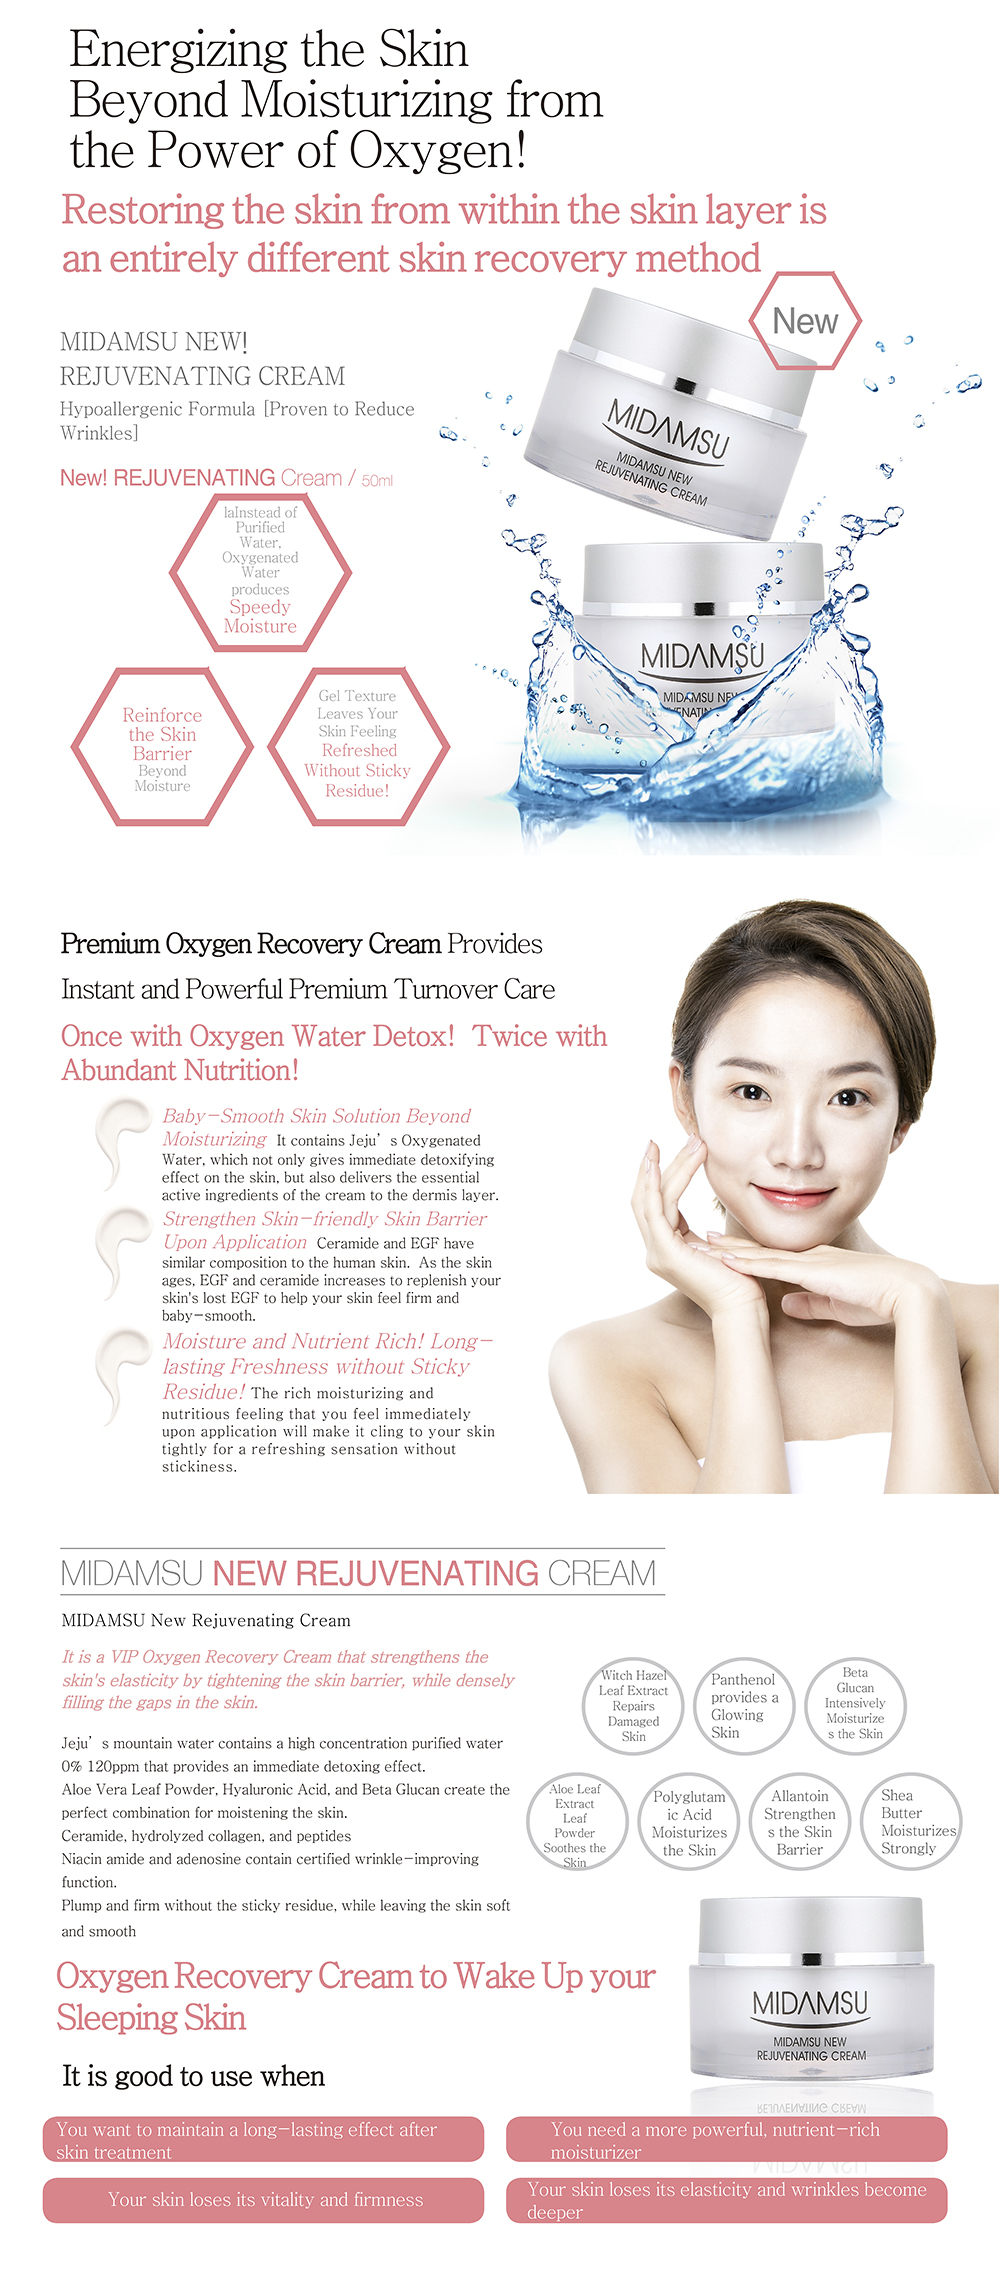 Energizing the Skin
Beyond Moisturizing from
the Power of Oxygen!
Restoring the skin from within the skin layer is
an entirely different skin recovery method
New
MIDAMSU NEW!
REJUVENATING CREAM
Hypoallergenic Formula [Proven to Reduce
Wrinkles]
New! REJUVENATING Cream / 50ml
MIDAMSU
MIDAMSU NEW
REJUVENATING CREAM
laInstead of
Purified
Water,
Oxygenated
Water
produces
Speedy
Moisture
MIDAMSU
MIDAMSU NEW
Reinforce
the Skin
Barrier
Beyond
Moisture
Gel Texture
Leaves Your
Skin Feeling
Refreshed
Without Sticky
Residue!
Premium Oxygen Recovery Cream Provides
Instant and Powerful Premium Turnover Care
Once with Oxygen Water Detox! Twice with
Abundant Nutrition!
Baby-Smooth Skin Solution Beyond
Moisturizing It contains Jeju's Oxygenated
Water, which not only gives immediate detoxifying
effect on the skin, but also delivers the essential
active ingredients of the cream to the dermis layer.
Strengthen Skin-friendly Skin Barrier
Upon Application Ceramide and EGF have
similar composition to the human skin. As the skin
ages, EGF and ceramide increases to replenish your
skin's lost EGF to help your skin feel firm and
baby-smooth.
Moisture and Nutrient Rich! Long-
lasting Freshness without Sticky
Residue! The rich moisturizing and
nutritious feeling that you feel immediately
upon application will make it cling to your skin
tightly for a refreshing sensation without
stickiness.
MIDAMSU NEW REJUVENATING CREAM
MIDAMSU New Rejuvenating Cream
It is a VIP Oxygen Recovery Cream that strengthens the
skin's elasticity by tightening the skin barrier, while densely
filling the gaps in the skin.
Jeju's mountain water contains a high concentration purified water
0% 120ppm that provides an immediate detoxing effect.
Aloe Vera Leaf Powder, Hyaluronic Acid, and Beta Glucan create the
perfect combination for moistening the skin.
Ceramide, hydrolyzed collagen, and peptides
Niacin amide and adenosine contain certified wrinkle-improving
function.
Plump and firm without the sticky residue, while leaving the skin soft
and smooth
Witch Hazel
Leaf Extract
Repairs
Damaged
Skin
Panthenol
provides a
Glowing
Skin
Beta
Glucan
Intensively
Moisturize
s the Skin
Aloe Leaf
Extract
Leaf
Powder
Soothes the
Skin
Polyglutam
ic Acid
Moisturizes
the Skin
Allantoin
Strengthen
s the Skin
Barrier
Shea
Butter
Moisturizes
Strongly
Oxygen Recovery Cream to Wake Up your
Sleeping Skin
MIDAMSU
MIDAMSU NEW
REJUVENATING CREAM
It is good to use when
You want to maintain a long-lasting effect after
skin treatment
You need a more powerful, nutrient-rich
moisturizer
Your skin loses its vitality and firmness
Your skin loses its elasticity and wrinkles become
deeper